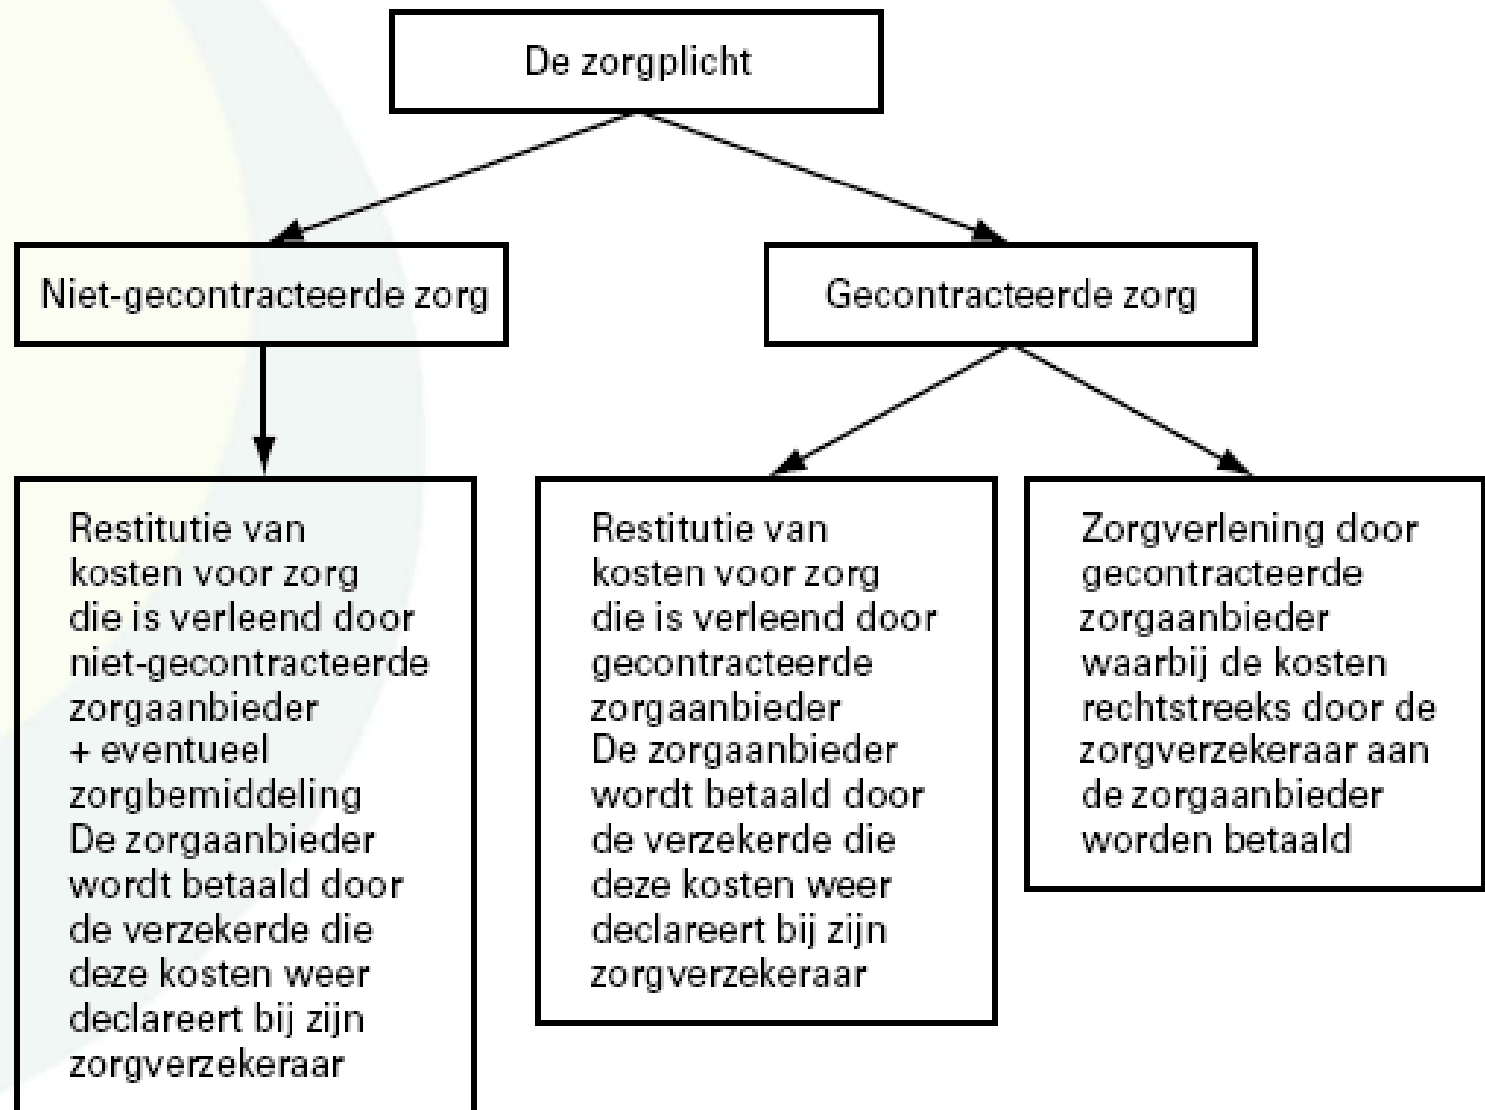 De zorgplicht
Niet-gecontracteerde zorg
Gecontracteerde zorg
Restitutie van
kosten voor zorg
die is verleend door
niet-gecontracteerde
zorgaanbieder
+ eventueel
zorgbemiddeling
De zorgaanbieder
wordt betaald door
de verzekerde die
deze kosten weer
declareert bij zijn
zorgverzekeraar
Restitutie van
kosten voor zorg
die is verleend door
gecontracteerde
zorgaanbieder
De zorgaanbieder
wordt betaald door
de verzekerde die
deze kosten weer
declareert bij zijn
zorgverzekeraar
Zorgverlening door
gecontracteerde
zorgaanbieder
waarbij de kosten
rechtstreeks door de
zorgverzekeraar aan
de zorgaanbieder
worden betaald